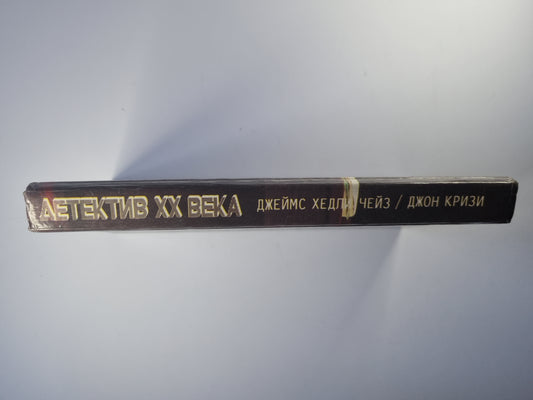 ДЕТЕКТИВ XX ВЕКА ДЖЕЙМС ХЕДЛИ ЧЕЙЗ / ДЖОН КРИЗИ